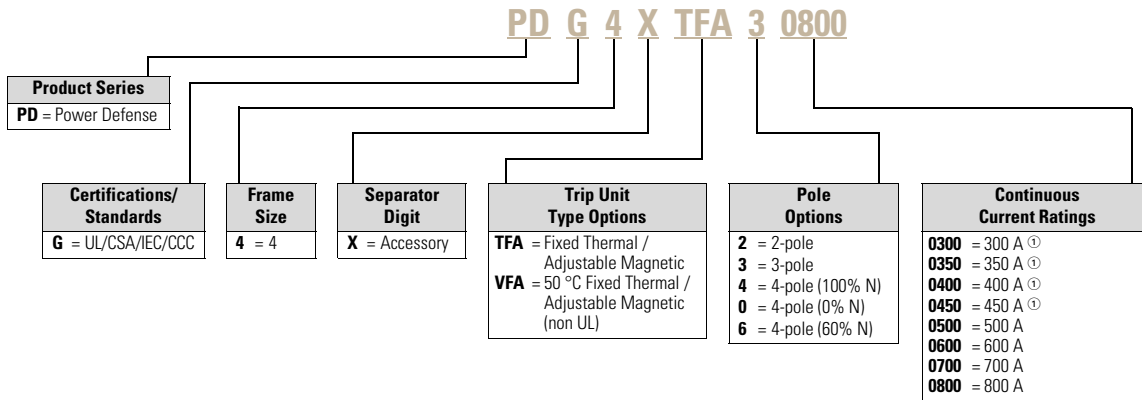 PD G 4 X TFA 3 0800
Product Series
PD = Power Defense
Certifications/
Standards
G = UL/CSA/IEC/CCC
Frame
Size
4 = 4
Separator
Digit
X = Accessory
Trip Unit
Type Options
TFA = Fixed Thermal /
Adjustable Magnetic
VFA = 50 °C Fixed Thermal /
Adjustable Magnetic
(non UL)
Pole
Options
2 = 2-pole
3 = 3-pole
4 = 4-pole (100% N)
0 = 4-pole (0% N)
6 = 4-pole (60% N)
Continuous
Current Ratings
0300 = 300 A ①
0350 = 350 A ①
0400 = 400 A ①
0450 = 450 A ①
0500 = 500 A
0600 = 600 A
0700 = 700 A
0800 = 800 A